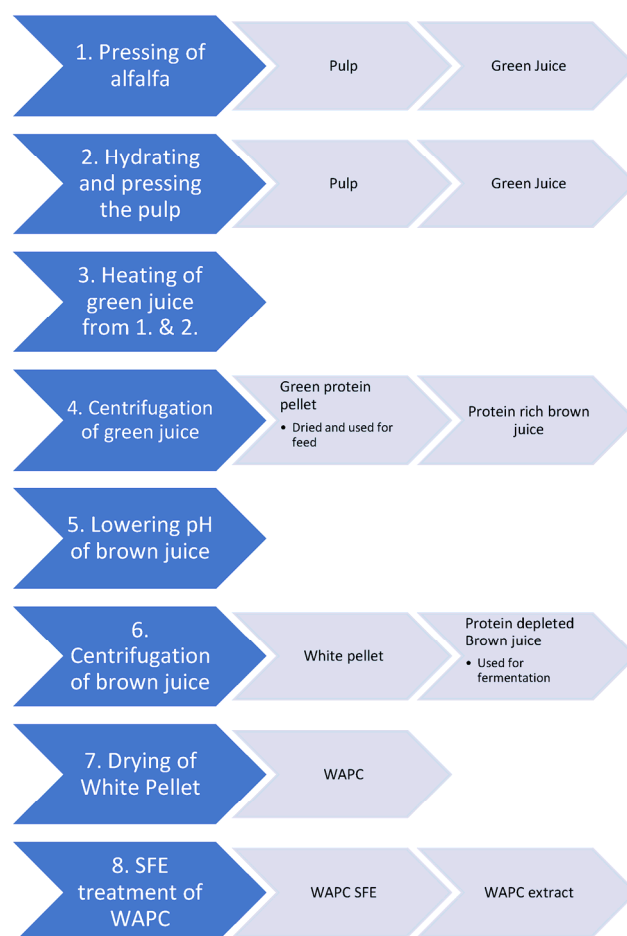 1. Pressing of
alfalfa
Pulp
Green Juice
2. Hydrating
and pressing
the pulp
Pulp
Green Juice
3. Heating of
green juice
from 1. & 2.
4. Centrifugation
of green juice
Green protein
pellet
• Dried and used for
feed
Protein rich brown
juice
5. Lowering pH
of brown juice
6.
Centrifugation
of brown juice
White pellet
Protein depleted
Brown juice
• Used for
fermentation
7. Drying of
White Pellet
WAPC
8. SFE
treatment of
WAPC
WAPC SFE
WAPC extract